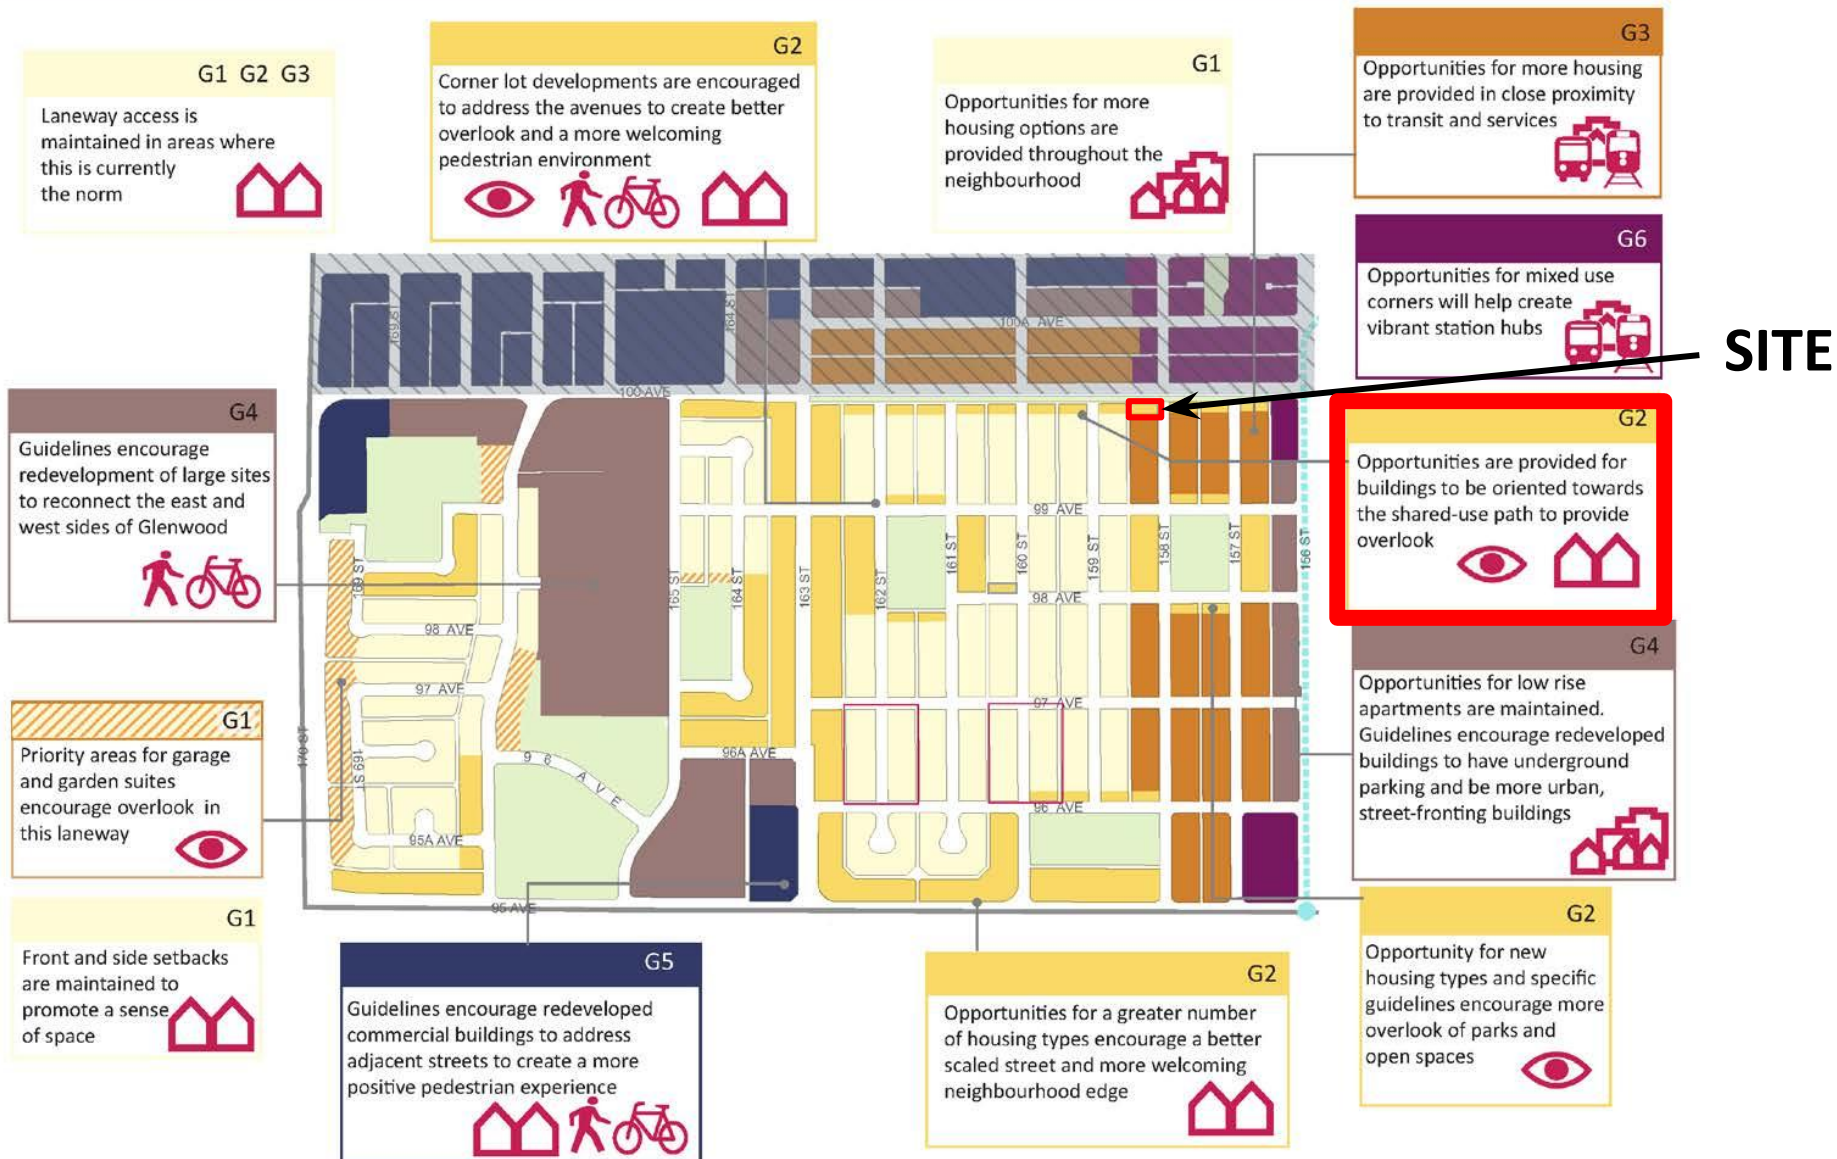 G1 G2 G3
Laneway access is
maintained in areas where
this is currently
the norm
G2
Corner lot developments are encouraged
to address the avenues to create better
overlook and a more welcoming
pedestrian environment
G1
Opportunities for more
housing options are
provided throughout the
neighbourhood
G3
Opportunities for more housing
are provided in close proximity
to transit and services
G6
Opportunities for mixed use
corners will help create
vibrant station hubs
SITE
G4
Guidelines encourage
redevelopment of large sites
to reconnect the east and
west sides of Glenwood
G2
Opportunities are provided for
buildings to be oriented towards
the shared-use path to provide
overlook
G4
Opportunities for low rise
apartments are maintained.
Guidelines encourage redeveloped
buildings to have underground
parking and be more urban,
street-fronting buildings
G1
Priority areas for garage
and garden suites
encourage overlook in
this laneway
G1
Front and side setbacks
are maintained to
promote a sense
of space
G5
Guidelines encourage redeveloped
commercial buildings to address
adjacent streets to create a more
positive pedestrian experience
G2
Opportunities for a greater number
of housing types encourage a better
scaled street and more welcoming
neighbourhood edge
G2
Opportunity for new
housing types and specific
guidelines encourage more
overlook of parks and
open spaces
169 ST
164 ST
100A AVE
100 AVE
99 AVE
169 ST
165 ST
164 ST
163 ST
162 ST
161 ST
160 ST
159 ST
158 ST
157 ST
156 ST
98 AVE
98 AVE
97 AVE
97 AVE
170 ST
169 ST
96A AVE
96 AVE
96 AVE
95A AVE
95 AVE